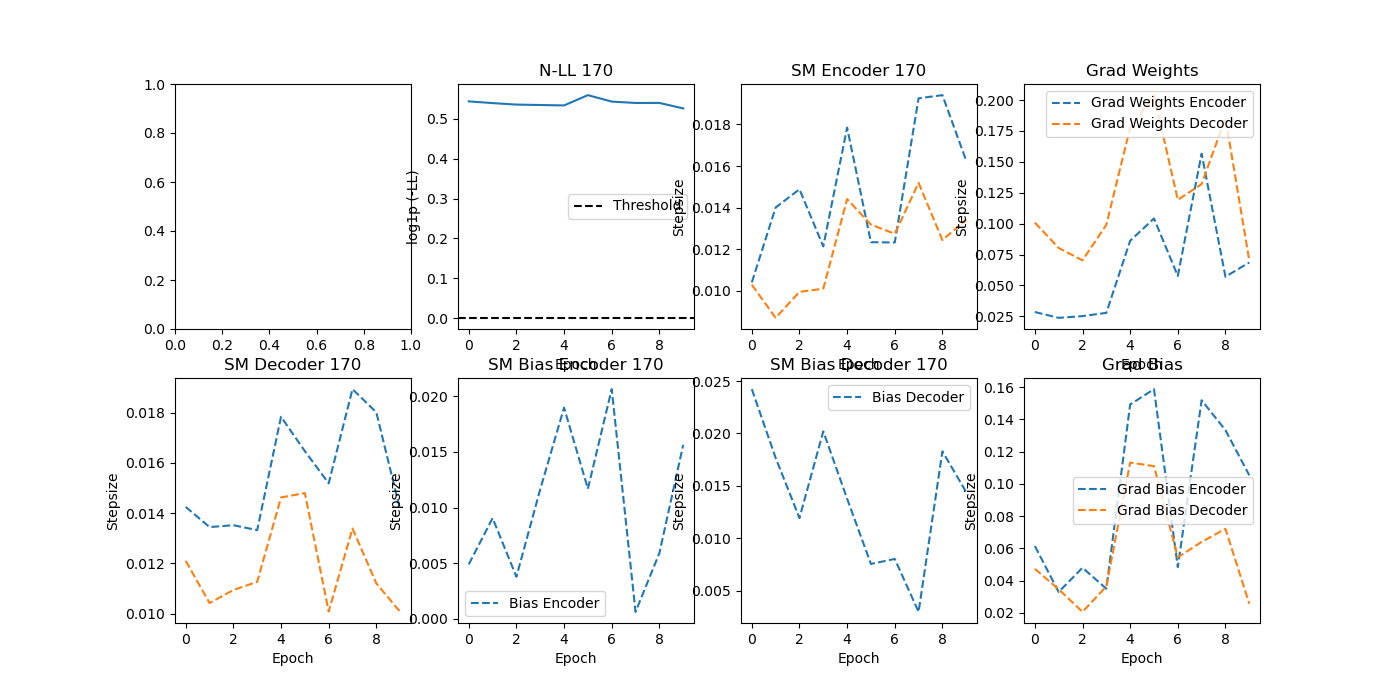 N-LL 170
SM Encoder 170
Grad Weights
1.0
0.8
0.6
0.4
0.2
0.0
0.0 0.2 0.4 0.6 0.8 1.0
log1p (-LL)
0.5
0.4
0.3
0.2
0.1
0.0
Threshold
0 2 4 6 8
Epoch
Stepsize
0.018
0.016
0.014
0.012
0.010
0 2 4 6 8
Epoch
Stepsize
0.200
0.175
0.150
0.125
0.100
0.075
0.050
0.025
Grad Weights Encoder
Grad Weights Decoder
0 2 4 6 8
Epoch
SM Decoder 170
SM Bias Encoder 170
SM Bias Decoder 170
Grad Bias
Stepsize
0.018
0.016
0.014
0.012
0.010
0 2 4 6 8
Epoch
Stepsize
0.020
0.015
0.010
0.005
0.000
Bias Encoder
0 2 4 6 8
Epoch
Stepsize
0.025
0.020
0.015
0.010
0.005
Bias Decoder
0 2 4 6 8
Epoch
Stepsize
0.16
0.14
0.12
0.10
0.08
0.06
0.04
0.02
Grad Bias Encoder
Grad Bias Decoder
0 2 4 6 8
Epoch